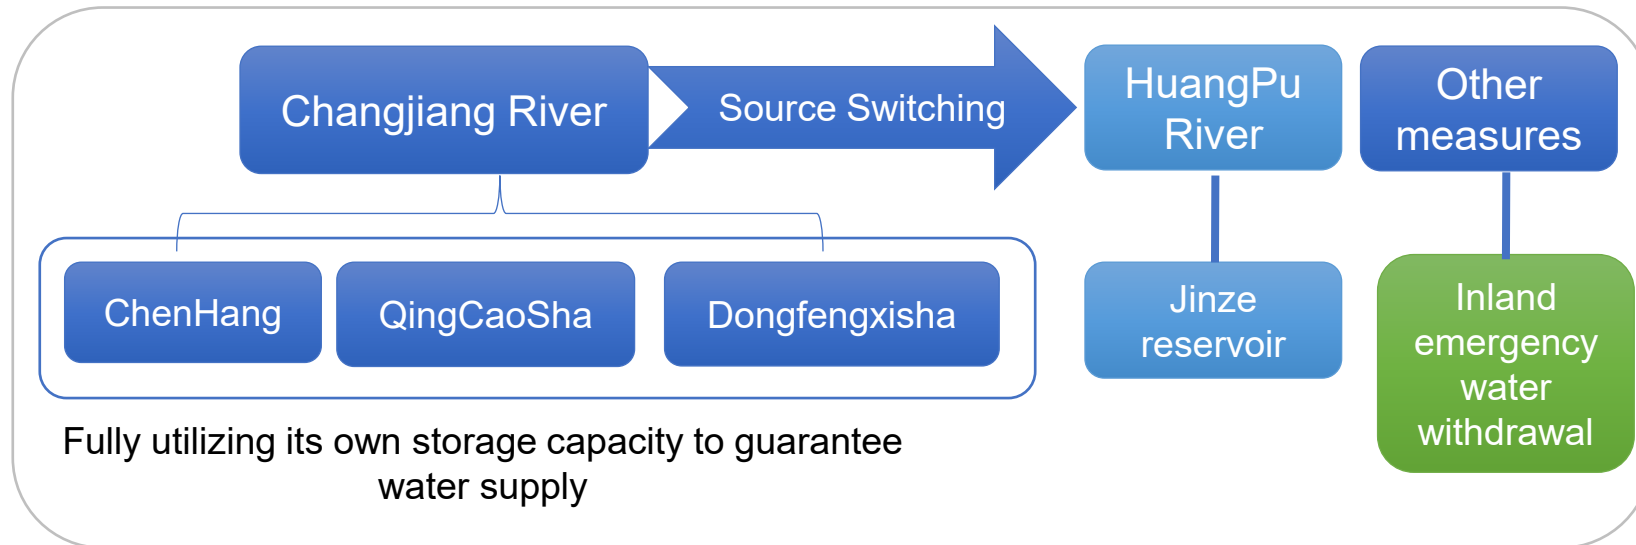 Changjiang River
Source Switching
HuangPu
River
Other
measures
ChenHang
QingCaoSha
Dongfengxisha
Jinze
reservoir
Inland
emergency
water
withdrawal
Fully utilizing its own storage capacity to guarantee
water supply